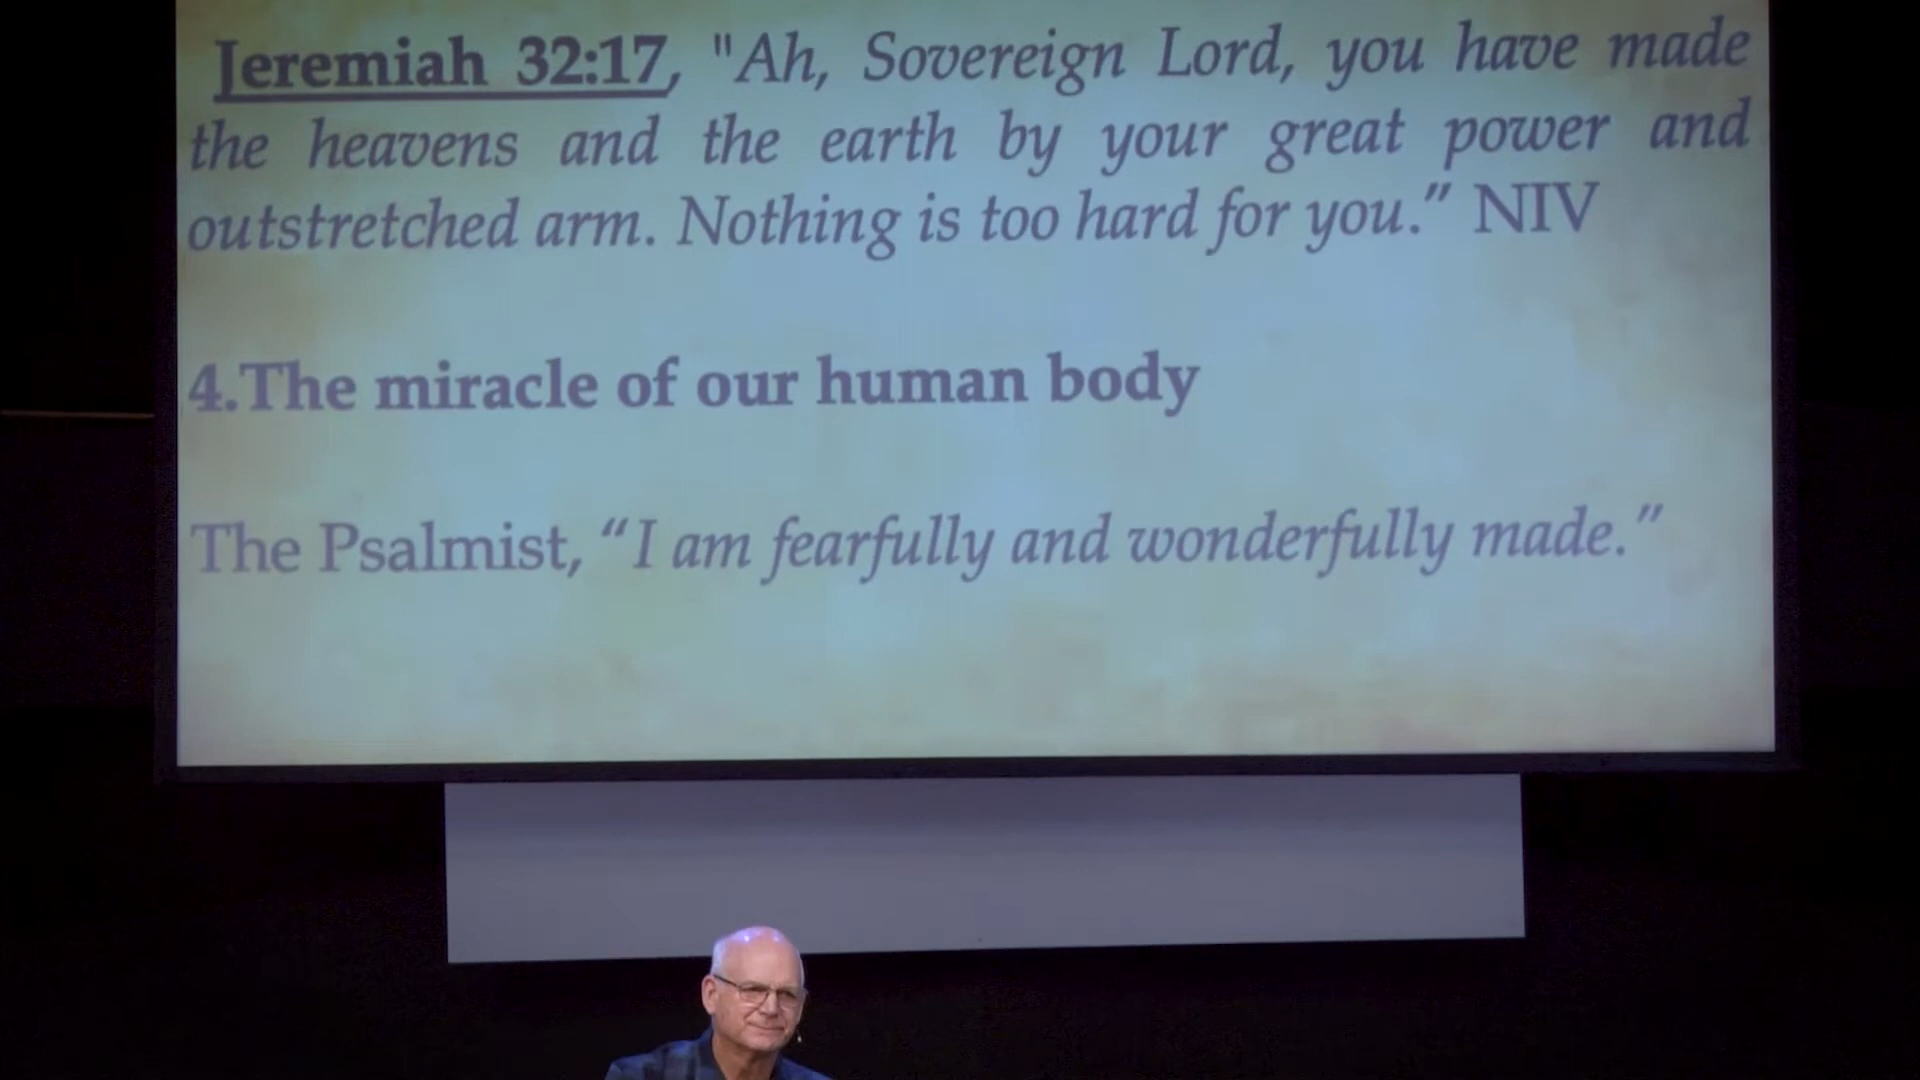 Jeremiah 32:17, "Ah, Sovereign Lord, you have made
the heavens and the earth by your great power and
outstretched arm. Nothing is too hard for you.” NIV
4.The miracle of our human body
The Psalmist, “I am fearfully and wonderfully made.”